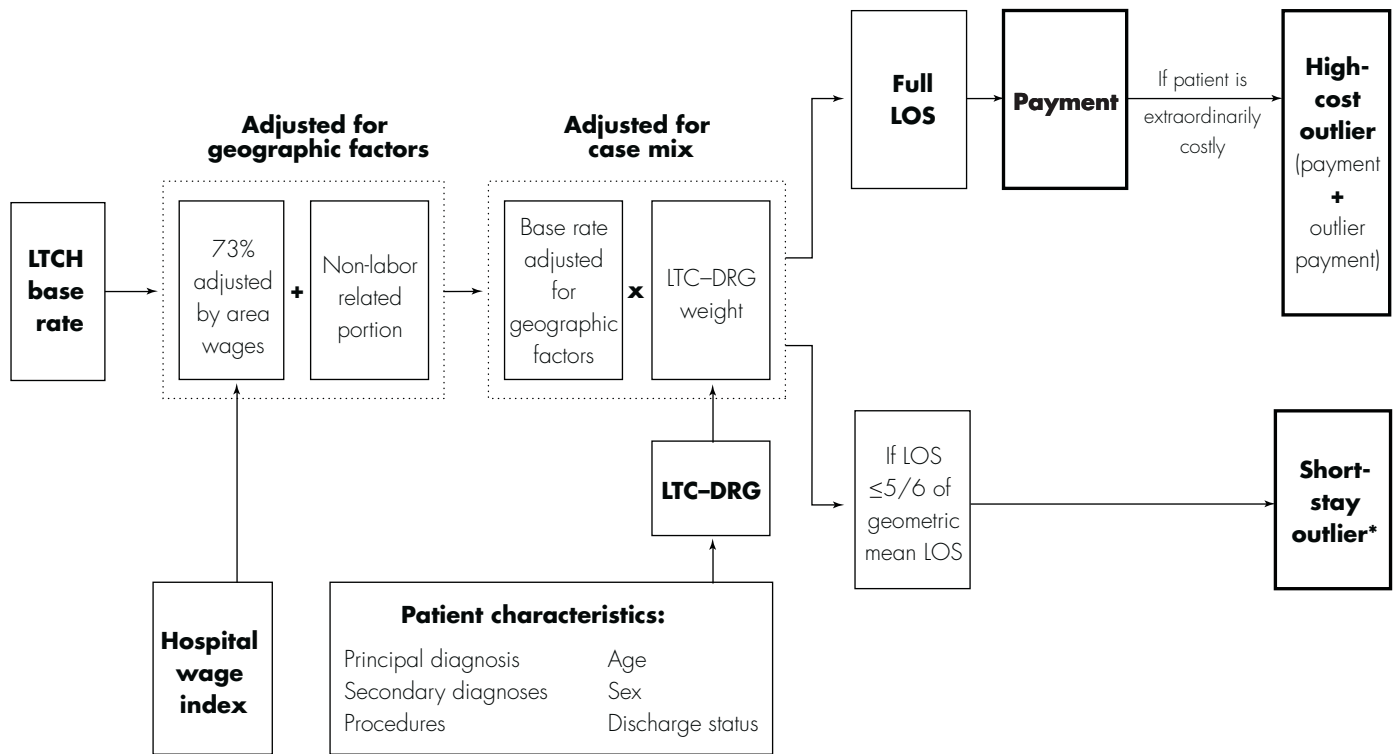 LTCH
base
rate
Adjusted for
geographic factors
73%
adjusted
by area
wages
+
Non-labor
related
portion
Adjusted for
case mix
Base rate
adjusted
for
geographic
factors
x
LTC–DRG
weight
Full
LOS
Payment
If patient is
extraordinarily
costly
High-
cost
outlier
(payment
+
outlier
payment)
LTC–DRG
If LOS
≤5/6 of
geometric
mean LOS
Short-
stay
outlier*
Hospital
wage
index
Patient characteristics:
Principal diagnosis
Secondary diagnoses
Procedures
Age
Sex
Discharge status